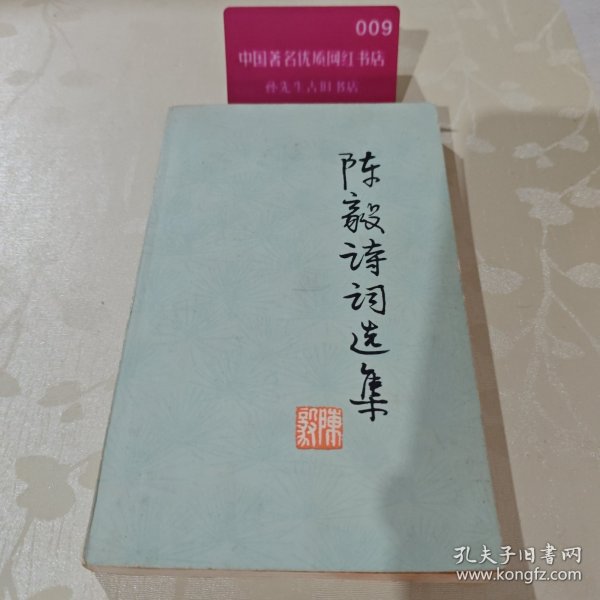 009
中国著名优质网红书店
孙先生古旧书店
陈毅诗词选集
陳毅
孔夫子旧书网
www.kongfz.com